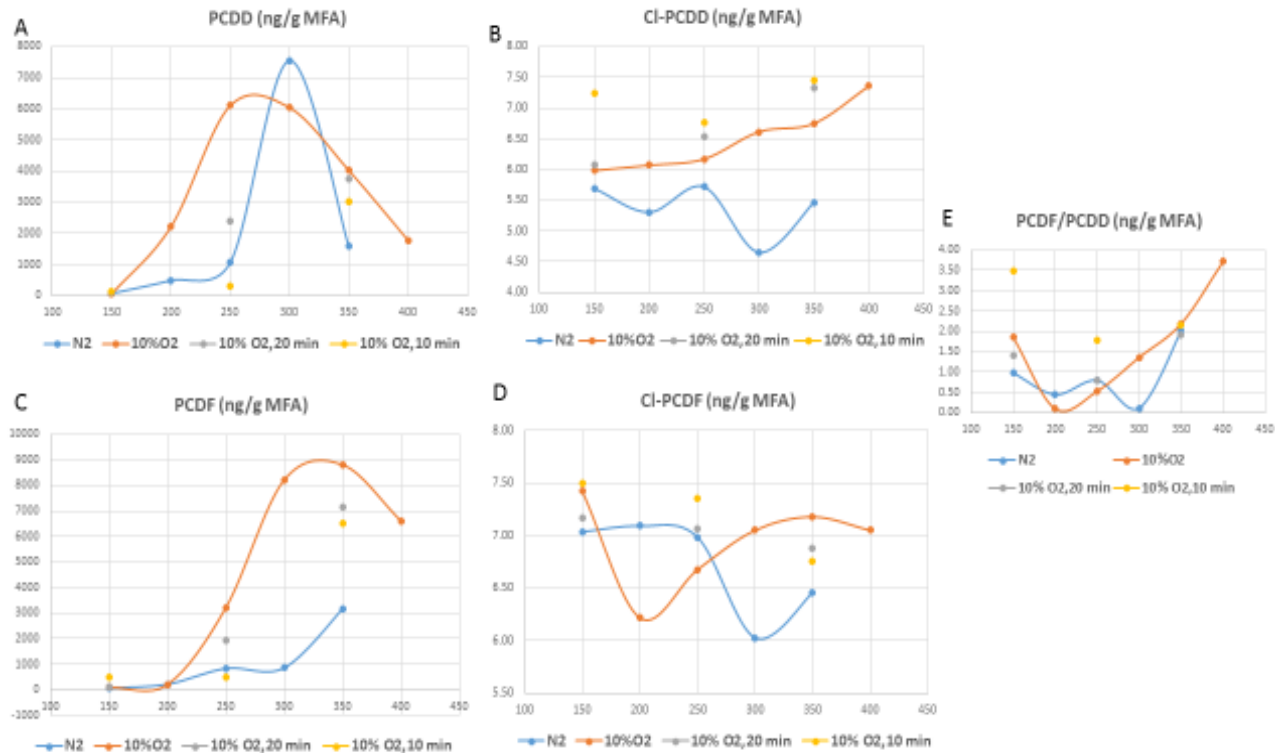 A
PCDD (ng/g MFA)
8000
7000
6000
5000
4000
3000
2000
1000
0
100 150 200 250 300 350 400 450
N2 10%O2 10% O2,20 min 10% O2,10 min
B
Cl-PCDD (ng/g MFA)
8.00
7.50
7.00
6.50
6.00
5.50
5.00
4.50
4.00
100 150 200 250 300 350 400 450
N2 10%O2 10% O2,20 min 10% O2,10 min
C
PCDF (ng/g MFA)
10000
9000
8000
7000
6000
5000
4000
3000
2000
1000
0
-1000
100 150 200 250 300 350 400 450
N2 10%O2 10% O2,20 min 10% O2,10 min
D
Cl-PCDF (ng/g MFA)
8.00
7.50
7.00
6.50
6.00
5.50
100 150 200 250 300 350 400 450
N2 10%O2 10% O2,20 min 10% O2,10 min
E
PCDF/PCDD (ng/g MFA)
4.00
3.50
3.00
2.50
2.00
1.50
1.00
0.50
0.00
100 150 200 250 300 350 400 450
N2 10%O2
10% O2,20 min 10% O2,10 min